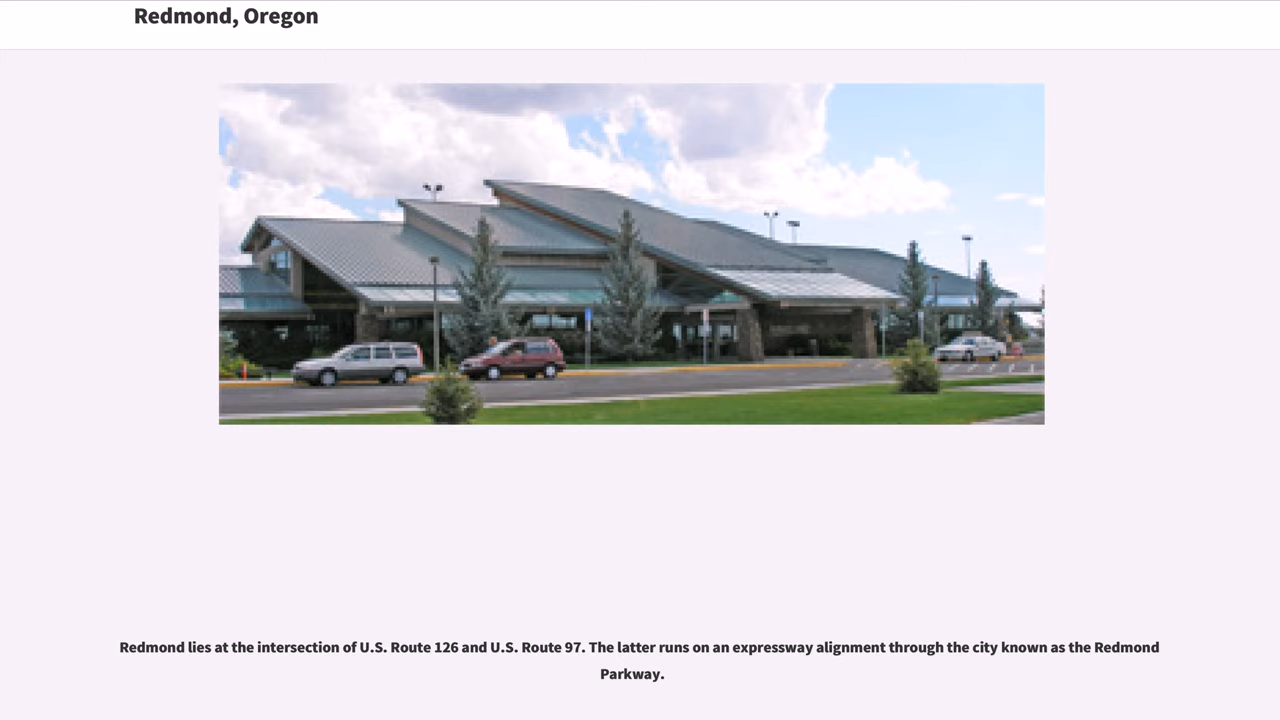 Redmond, Oregon
Redmond lies at the intersection of U.S. Route 126 and U.S. Route 97. The latter runs on an expressway alignment through the city known as the Redmond
Parkway.